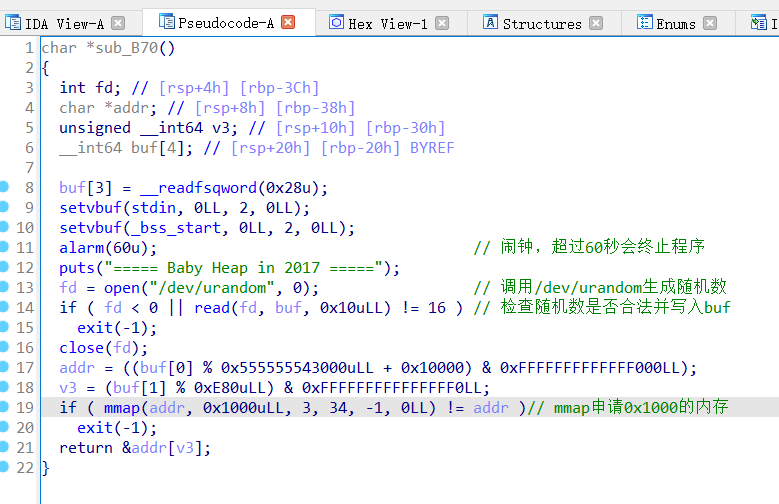 IDA View-A Pseudocode-A Hex View-1 Structures Enums I
1 char *sub_B70()
2 {
3 int fd; // [rsp+4h] [rbp-3Ch]
4 char *addr; // [rsp+8h] [rbp-38h]
5 unsigned __int64 v3; // [rsp+10h] [rbp-30h]
6 __int64 buf[4]; // [rsp+20h] [rbp-20h] BYREF
7
8 buf[3] = __readfsqword(0x28u);
9 setvbuf(stdin, 0LL, 2, 0LL);
10 setvbuf(_bss_start, 0LL, 2, 0LL);
11 alarm(60u); // 闹钟，超过60秒会终止程序
12 puts("===== Baby Heap in 2017 =====");
13 fd = open("/dev/urandom", 0); // 调用/dev/urandom生成随机数
14 if ( fd < 0 || read(fd, buf, 0x10uLL) != 16 ) // 检查随机数是否合法并写入buf
15 exit(-1);
16 close(fd);
17 addr = ((buf[0] % 0x555555543000uLL + 0x10000) & 0xFFFFFFFFFFFFF000LL);
18 v3 = (buf[1] % 0xE80uLL) & 0xFFFFFFFFFFFFFFF0LL;
19 if ( mmap(addr, 0x1000uLL, 3, 34, -1, 0LL) != addr )// mmap申请0x1000的内存
20 exit(-1);
21 return &addr[v3];
22 }